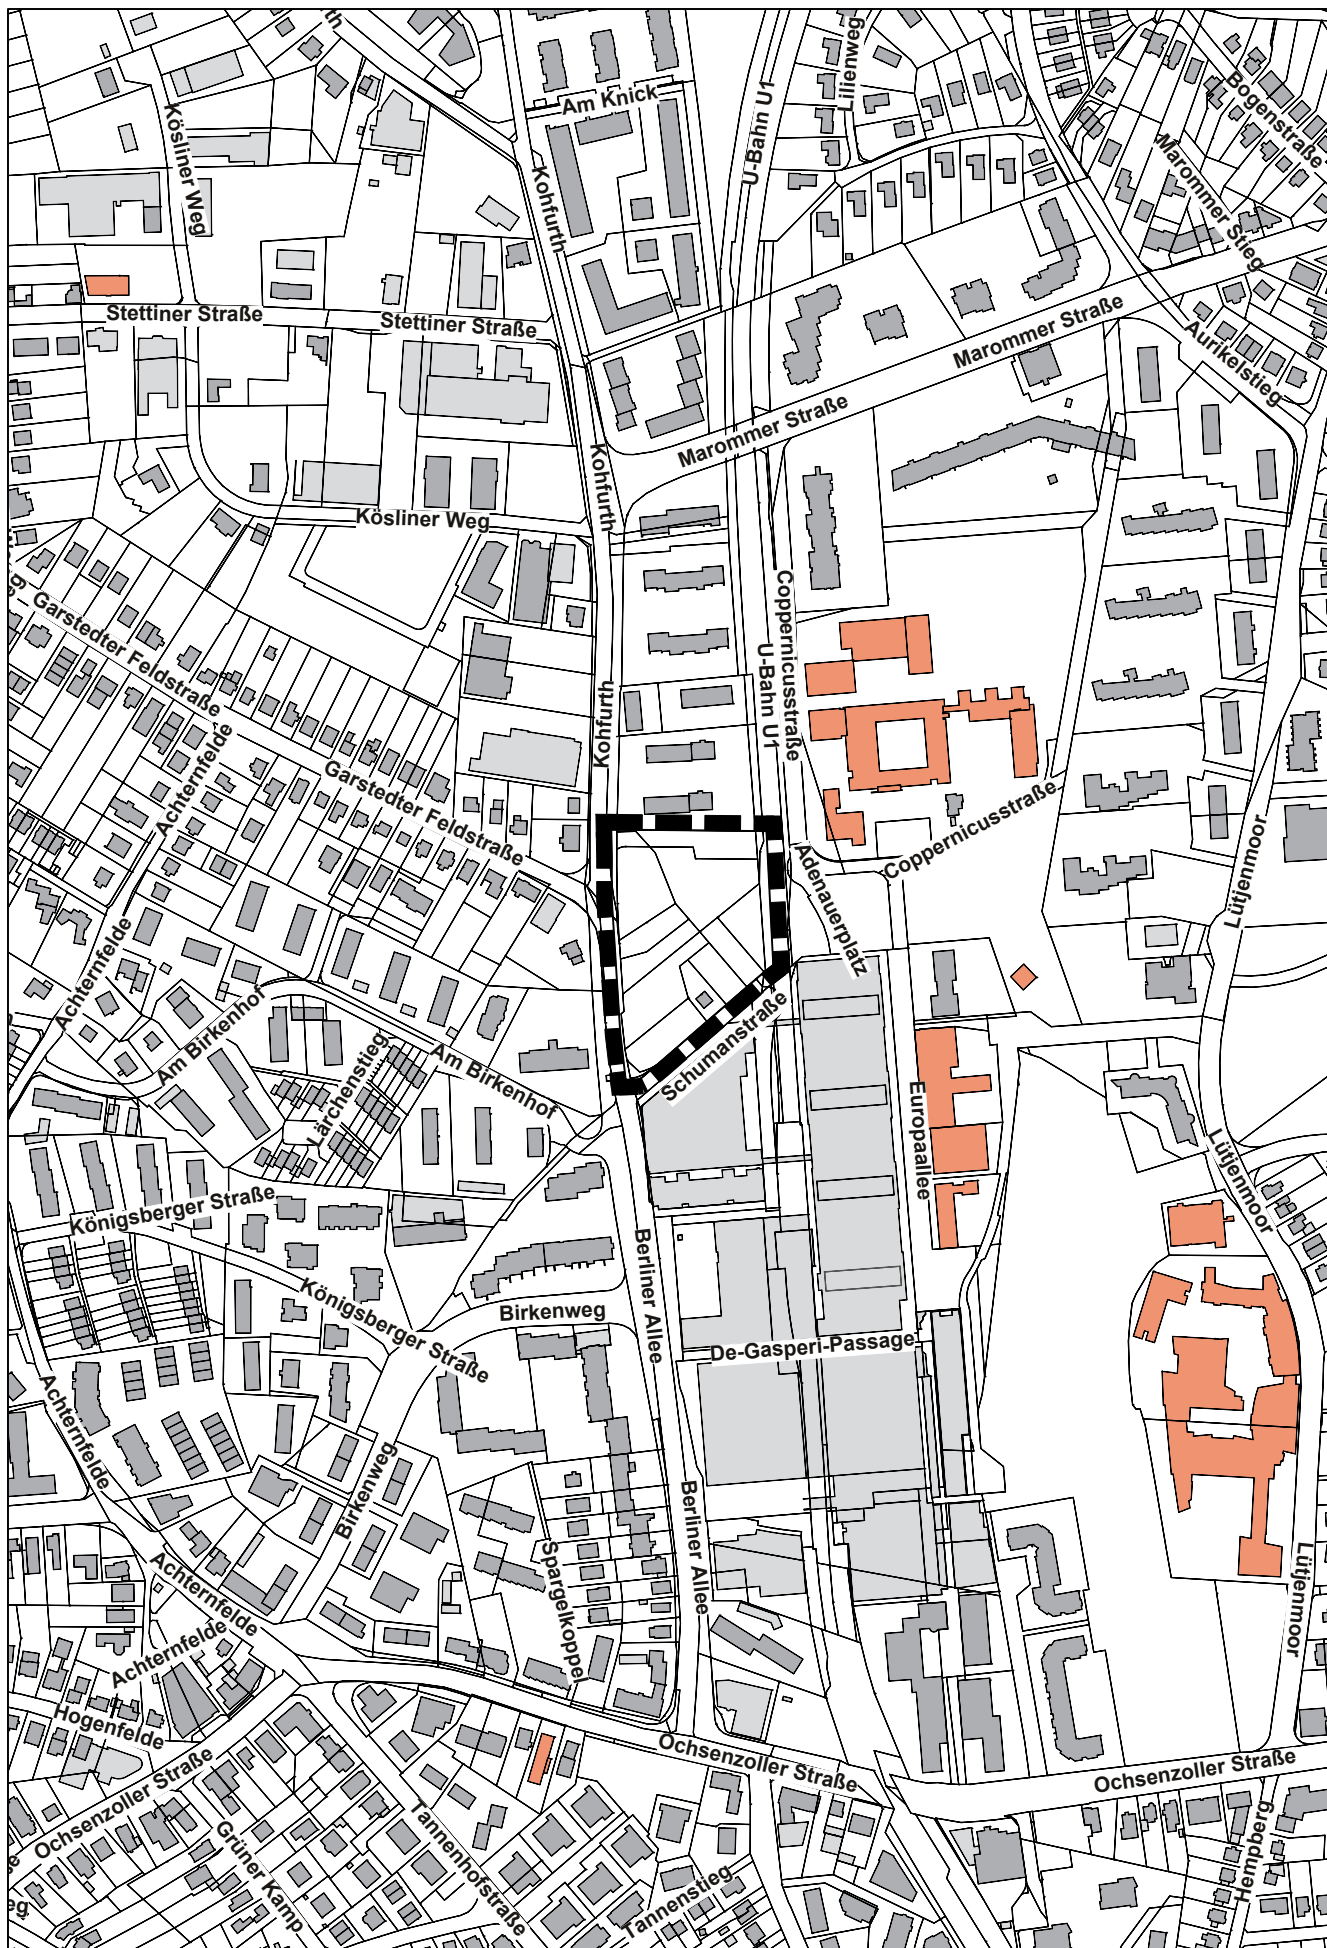 Kohfurth
Am Knick
U-Bahn U1
Lilienweg
Bogenstraße
Marommer Stieg
Kösliner Weg
Kohfurth
Stettiner Straße
Stettiner Straße
Marommer Straße
Aurikelstieg
Marommer Straße
Kohfurth
Kösliner Weg
Coppernicusstraße
U-Bahn U1
Garstedter Feldstraße
Kohfurth
Achternfelde
Garstedter Feldstraße
Coppernicusstraße
Adenauerplatz
Lütjenmoor
Achternfelde
Am Birkenhof
Lärchenstieg
Am Birkenhof
Schumanstraße
Europaallee
Lütjenmoor
Königsberger Straße
Berliner Allee
Königsberger Straße
Birkenweg
De-Gasperi-Passage
Achternfelde
Birkenweg
Berliner Allee
Spargelkoppel
Achternfelde
Lütjenmoor
Achternfelde
Hogenfelde
Ochsenzoller Straße
Ochsenzoller Straße
Ochsenzoller Straße
Grüner Kamp
Tannenhofstraße
Tannenstieg
Hempberg
eg